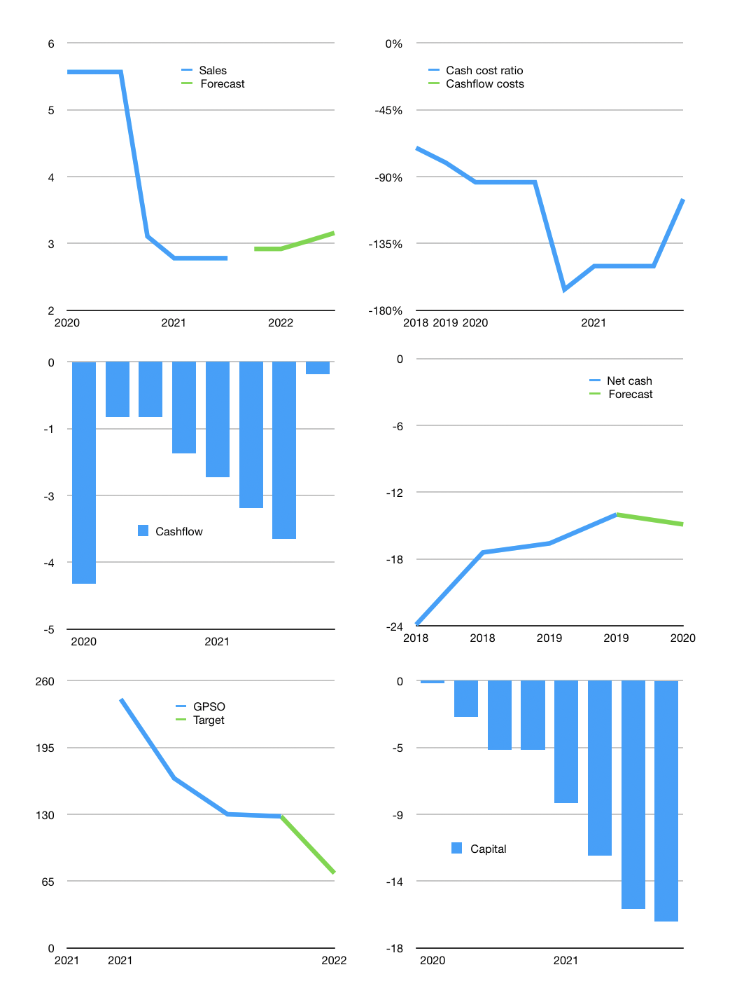 6
Sales
Forecast
5
4
3
2
2020 2021 2022
0%
Cash cost ratio
Cashflow costs
-45%
-90%
-135%
-180%
2018 2019 2020 2021
0
-1
-3
Cashflow
-4
-5
2020 2021
0
Net cash
Forecast
-6
-12
-18
-24
2018 2018 2019 2019 2020
260
GPSO
Target
195
130
65
0
2021 2021 2022
0
-5
-9
Capital
-14
-18
2020 2021